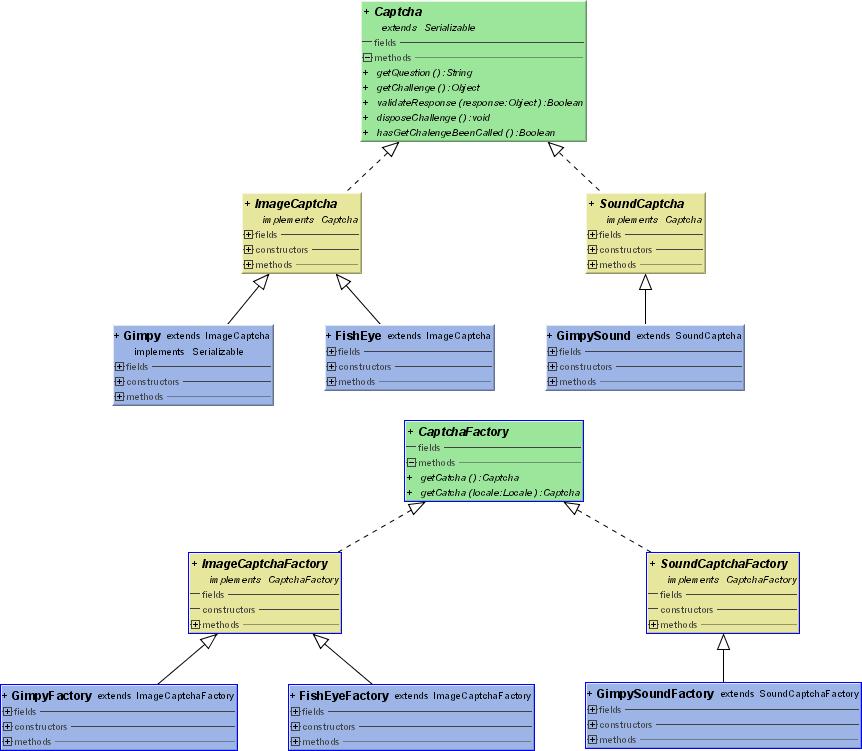 + Captcha
extends Serializable
fields
methods
+ getQuestion () : String
+ getChallenge () : Object
+ validateResponse (response:Object) : Boolean
+ disposeChallenge () : void
+ hasGetChalengeBeenCalled () : Boolean
+ ImageCaptcha
implements Captcha
fields
constructors
methods
+ SoundCaptcha
implements Captcha
fields
constructors
methods
+ Gimpy extends ImageCaptcha
implements Serializable
fields
constructors
methods
+ FishEye extends ImageCaptcha
fields
constructors
methods
+ GimpySound extends SoundCaptcha
fields
constructors
methods
+ CaptchaFactory
fields
methods
+ getCatcha () : Captcha
+ getCatcha (locale:Locale) : Captcha
+ ImageCaptchaFactory
implements CaptchaFactory
fields
constructors
methods
+ SoundCaptchaFactory
implements CaptchaFactory
fields
constructors
methods
+ GimpyFactory extends ImageCaptchaFactory
fields
constructors
methods
+ FishEyeFactory extends ImageCaptchaFactory
fields
constructors
methods
+ GimpySoundFactory extends SoundCaptchaFactory
fields
constructors
methods